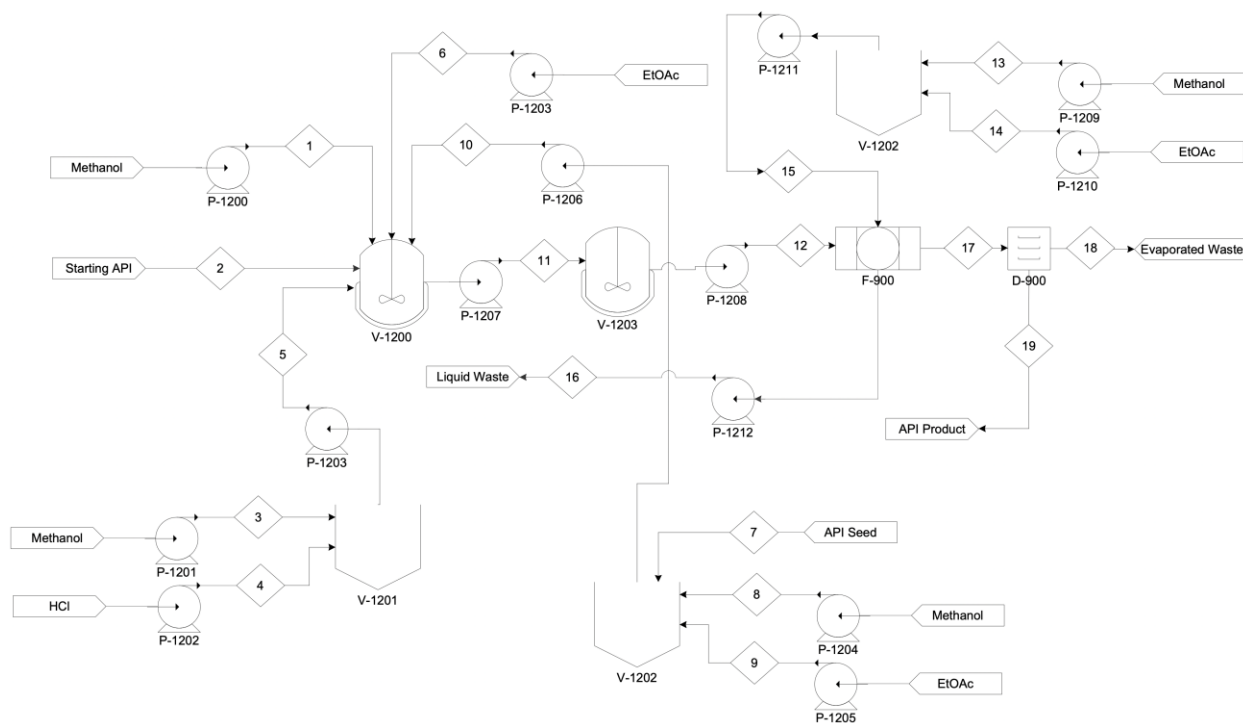 6
EtOAc
P-1203
P-1211
13
Methanol
P-1209
14
EtOAc
P-1210
V-1202
Methanol
1
P-1200
10
P-1206
15
Starting API
2
V-1200
11
P-1207
V-1203
12
P-1208
F-900
17
D-900
18
Evaporated Waste
5
Liquid Waste
16
P-1212
19
API Product
P-1203
Methanol
3
P-1201
HCl
4
P-1202
V-1201
7
API Seed
8
Methanol
P-1204
9
EtOAc
P-1205
V-1202